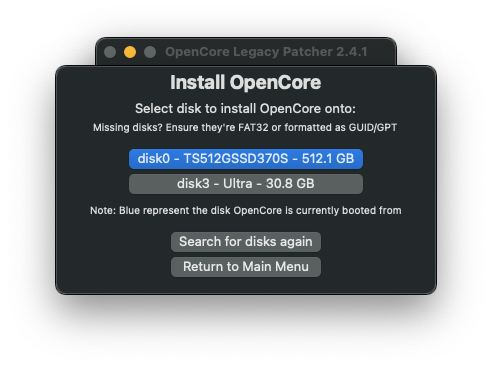 OpenCore Legacy Patcher 2.4.1
Install OpenCore
Select disk to install OpenCore onto:
Missing disks? Ensure they're FAT32 or formatted as GUID/GPT
disk0 - TS512GSSD370S - 512.1 GB
disk3 - Ultra - 30.8 GB
Note: Blue represent the disk OpenCore is currently booted from
Search for disks again
Return to Main Menu